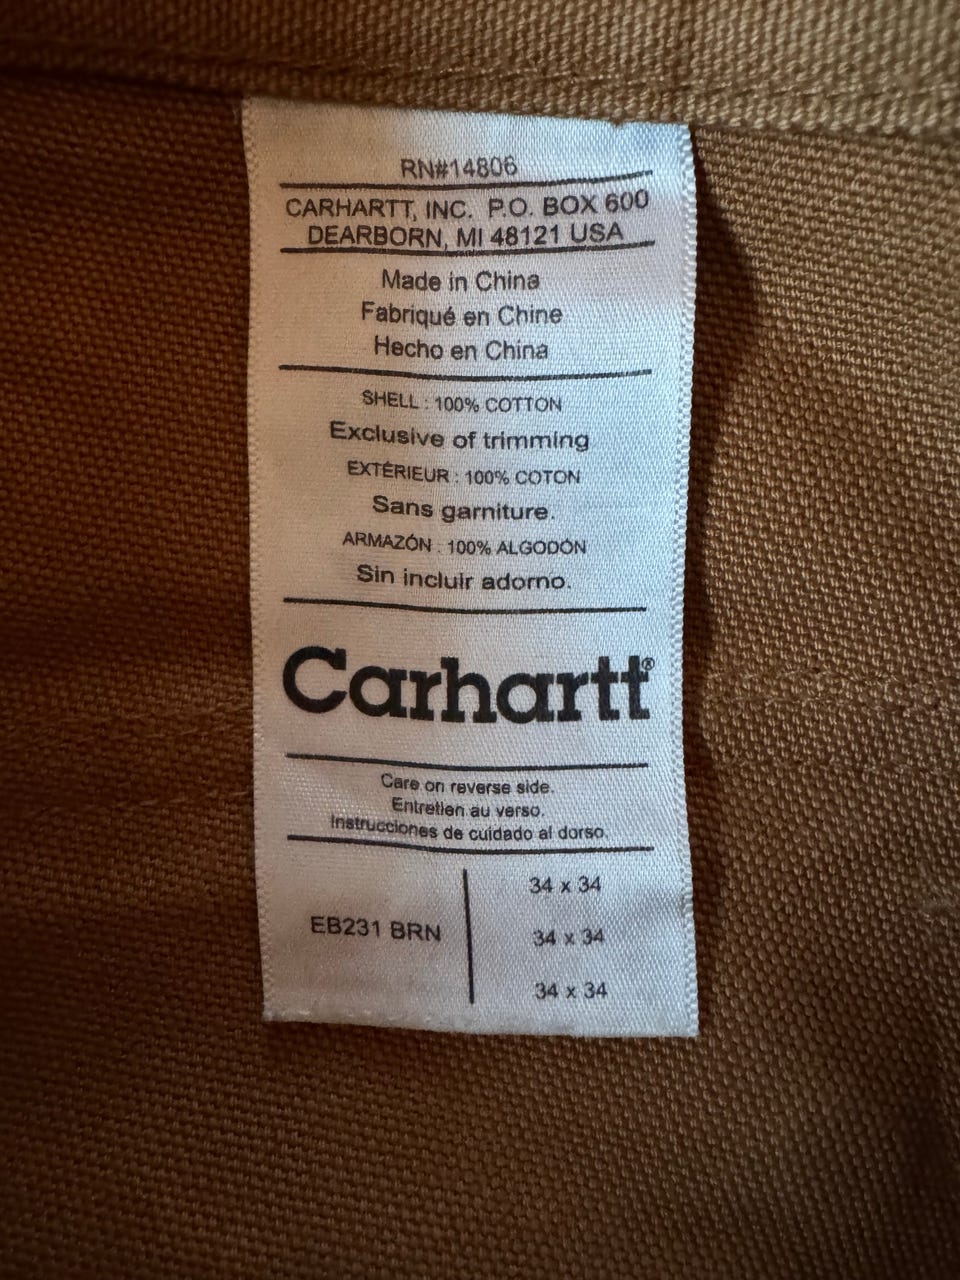 RN#14806
CARHARTT, INC. P.O. BOX 600
DEARBORN, MI 48121 USA
Made in China
Fabriqué en Chine
Hecho en China
SHELL : 100% COTTON
Exclusive of trimming
EXTÉRIEUR : 100% COTON
Sans garniture.
ARMAZÓN : 100% ALGODÓN
Sin incluir adorno.
Carhartt®
Care on reverse side.
Entretien au verso.
Instrucciones de cuidado al dorso.
EB231 BRN
34 x 34
34 x 34
34 x 34